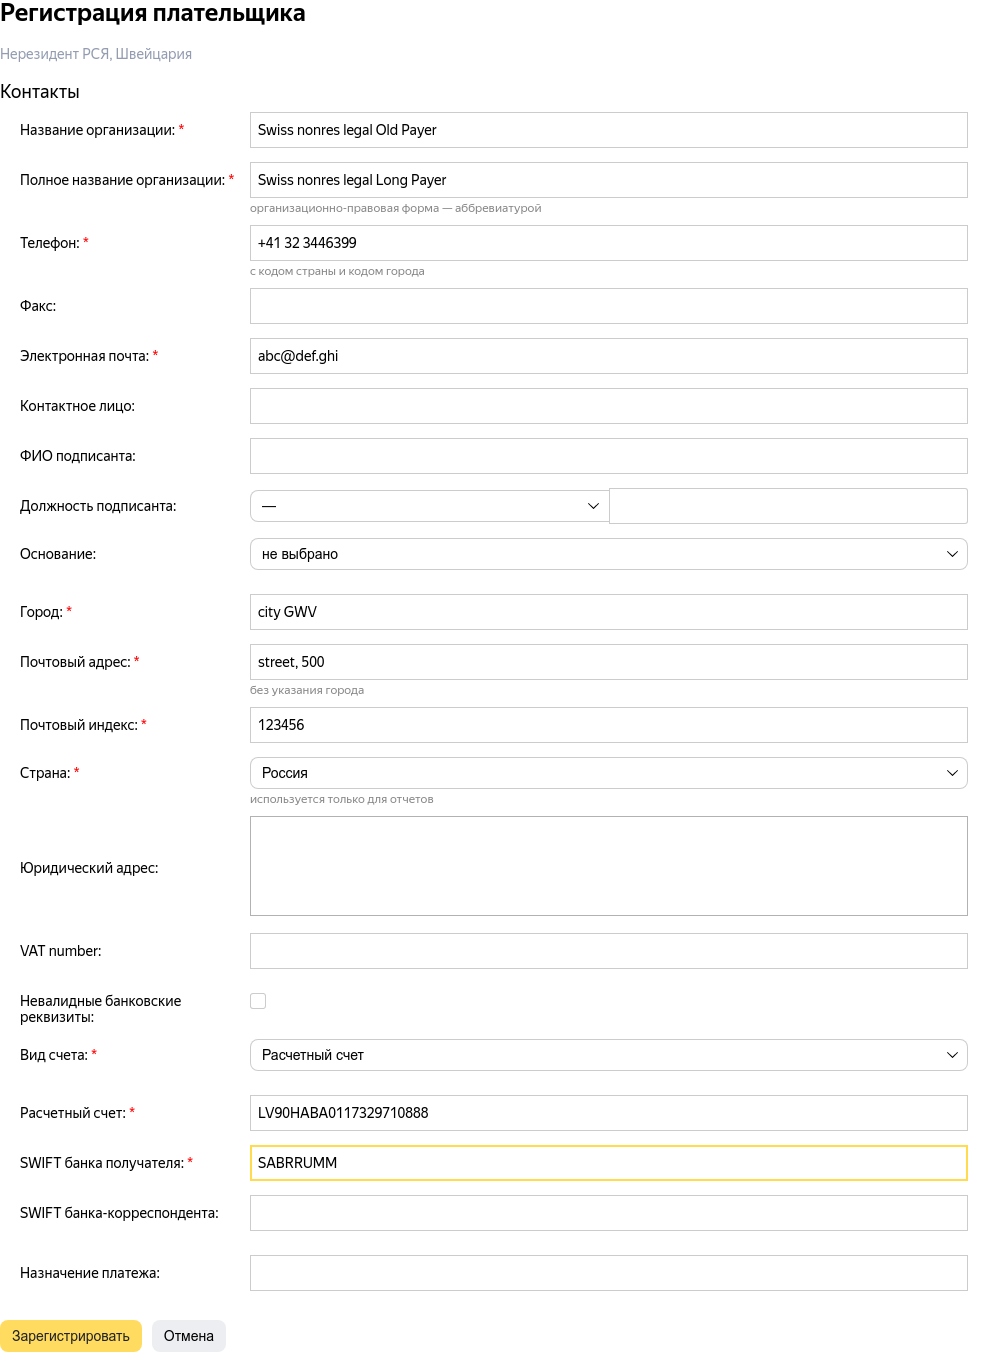 Регистрация плательщика
Нерезидент РСЯ, Швейцария
Контакты
Название организации: * Swiss nonres legal Old Payer
Полное название организации: * Swiss nonres legal Long Payer
организационно-правовая форма — аббревиатурой
Телефон: * +41 32 3446399
с кодом страны и кодом города
Факс:
Электронная почта: * abc@def.ghi
Контактное лицо:
ФИО подписанта:
Должность подписанта: —
Основание: не выбрано
Город: * city GWV
Почтовый адрес: * street, 500
без указания города
Почтовый индекс: * 123456
Страна: * Россия
используется только для отчетов
Юридический адрес:
VAT number:
Невалидные банковские
реквизиты:
Вид счета: * Расчетный счет
Расчетный счет: * LV90HABA0117329710888
SWIFT банка получателя: * SABRRUMM
SWIFT банка-корреспондента:
Назначение платежа:
Зарегистрировать Отмена